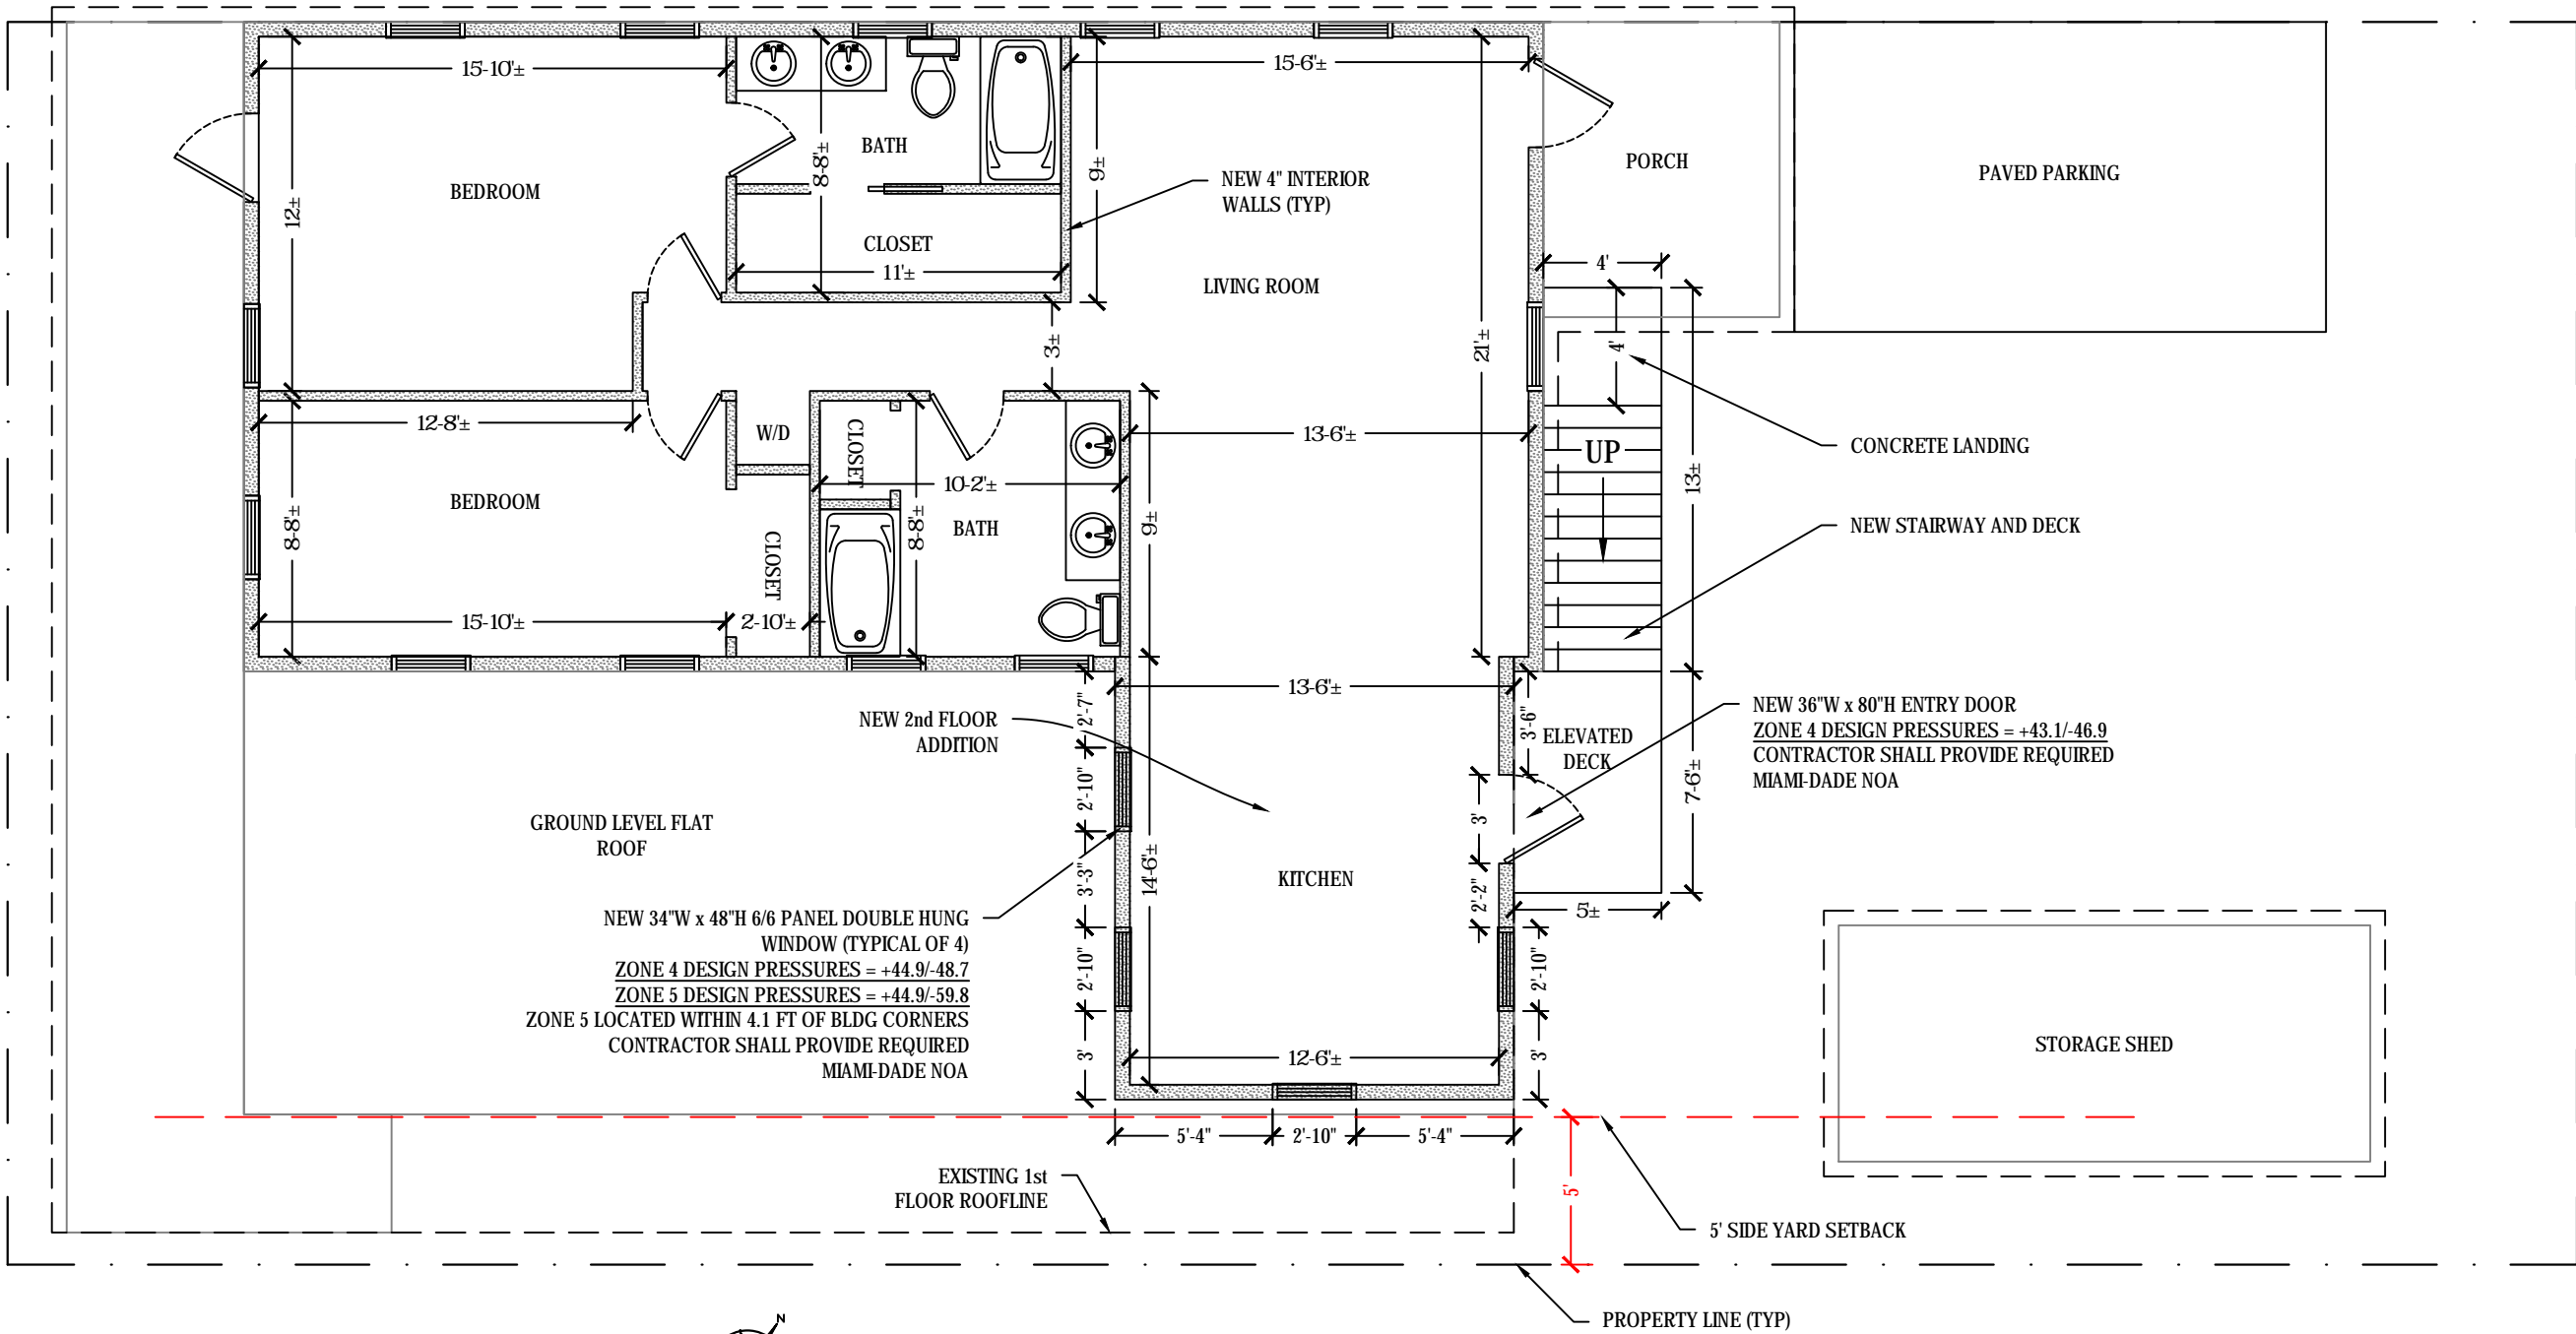 15'-10"±
15'-6"±
BATH
8'-8"±
9'±
12'±
BEDROOM
NEW 4" INTERIOR
WALLS (TYP)
PORCH
PAVED PARKING
CLOSET
11'±
LIVING ROOM
4'
4'
3'±
21'±
12'-8"±
W/D
CLOSET
10'-2"±
13'-6"±
UP
13'±
CONCRETE LANDING
BEDROOM
8'-8"±
CLOSET
8'-8"±
BATH
9'±
NEW STAIRWAY AND DECK
15'-10"±
2'-10"±
13'-6"±
2'-7"
NEW 2nd FLOOR
ADDITION
3'-6"
ELEVATED
DECK
7'-6"±
NEW 36"W x 80"H ENTRY DOOR
ZONE 4 DESIGN PRESSURES = +43.1/-46.9
CONTRACTOR SHALL PROVIDE REQUIRED
MIAMI-DADE NOA
2'-10"
3'
GROUND LEVEL FLAT
ROOF
3'-3"
14'-6"±
KITCHEN
2'-2"
5'±
NEW 34"W x 48"H 6/6 PANEL DOUBLE HUNG
WINDOW (TYPICAL OF 4)
ZONE 4 DESIGN PRESSURES = +44.9/-48.7
ZONE 5 DESIGN PRESSURES = +44.9/-59.8
ZONE 5 LOCATED WITHIN 4.1 FT OF BLDG CORNERS
CONTRACTOR SHALL PROVIDE REQUIRED
MIAMI-DADE NOA
2'-10"
2'-10"
3'
12'-6"±
3'
STORAGE SHED
5'-4"
2'-10"
5'-4"
EXISTING 1st
FLOOR ROOFLINE
5'
5' SIDE YARD SETBACK
PROPERTY LINE (TYP)
N